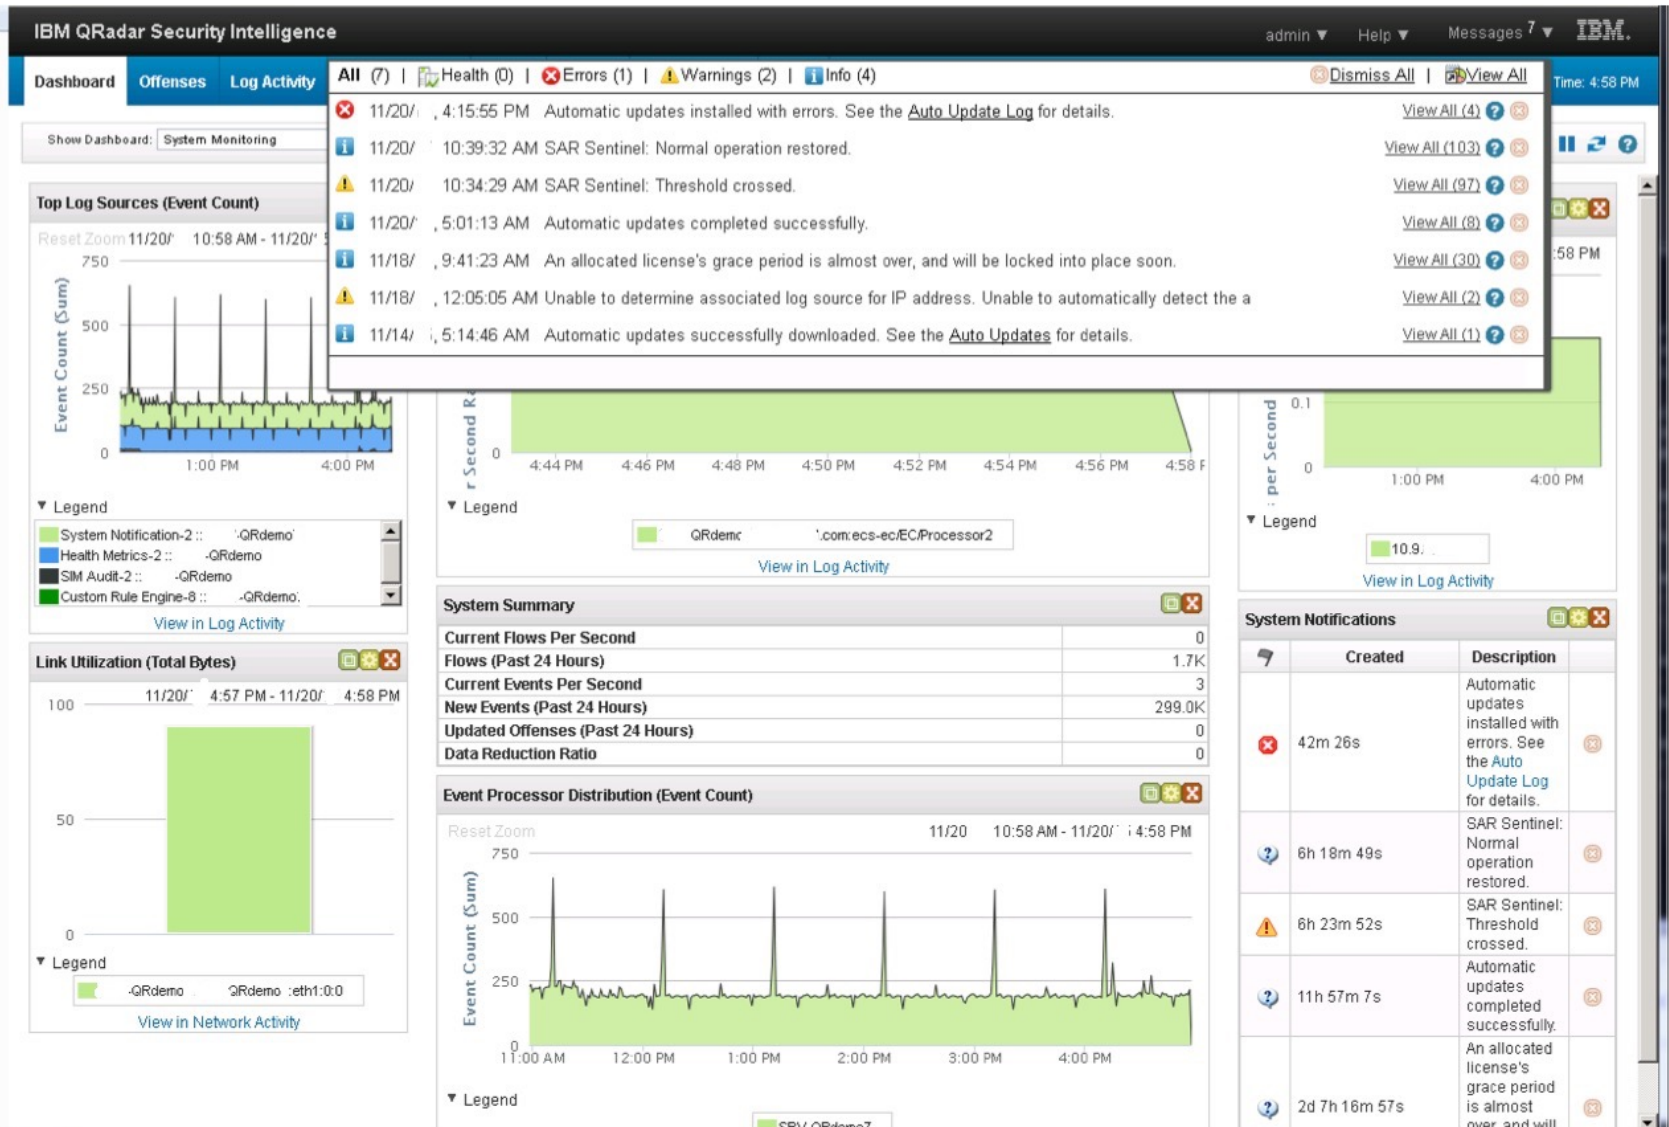 IBM QRadar Security Intelligence
admin ▼ Help ▼ Messages 7 ▼ IBM.
Dashboard Offenses Log Activity
Time: 4:58 PM
All (7) | Health (0) | Errors (1) | Warnings (2) | Info (4) Dismiss All | View All
11/20/ , 4:15:55 PM Automatic updates installed with errors. See the Auto Update Log for details. View All (4)
11/20/ 10:39:32 AM SAR Sentinel: Normal operation restored. View All (103)
11/20/ 10:34:29 AM SAR Sentinel: Threshold crossed. View All (97)
11/20/ , 5:01:13 AM Automatic updates completed successfully. View All (8)
11/18/ , 9:41:23 AM An allocated license's grace period is almost over, and will be locked into place soon. View All (30)
11/18/ , 12:05:05 AM Unable to determine associated log source for IP address. Unable to automatically detect the a View All (2)
11/14/ , 5:14:46 AM Automatic updates successfully downloaded. See the Auto Updates for details. View All (1)
Show Dashboard: System Monitoring
Top Log Sources (Event Count)
Reset Zoom 11/20/ 10:58 AM - 11/20/
Event Count (Sum)
750
500
250
0
1:00 PM 4:00 PM
Legend
System Notification-2 :: -QRdemo
Health Metrics-2 :: -QRdemo
SIM Audit-2 :: -QRdemo
Custom Rule Engine-8 :: -QRdemo
View in Log Activity
Link Utilization (Total Bytes)
11/20/ 4:57 PM - 11/20/ 4:58 PM
100
50
0
Legend
-QRdemo QRdemo :eth1:0:0
View in Network Activity
r Second Ra
0
4:44 PM 4:46 PM 4:48 PM 4:50 PM 4:52 PM 4:54 PM 4:56 PM 4:58 P
Legend
QRdemo .com:ecs-ec/EC/Processor2
View in Log Activity
System Summary
Current Flows Per Second 0
Flows (Past 24 Hours) 1.7K
Current Events Per Second 3
New Events (Past 24 Hours) 299.0K
Updated Offenses (Past 24 Hours) 0
Data Reduction Ratio 0
Event Processor Distribution (Event Count)
Reset Zoom 11/20 10:58 AM - 11/20/ 4:58 PM
Event Count (Sum)
750
500
250
0
11:00 AM 12:00 PM 1:00 PM 2:00 PM 3:00 PM 4:00 PM
Legend
:58 PM
per Second
0.1
0
1:00 PM 4:00 PM
Legend
10.9.
View in Log Activity
System Notifications
Created Description
42m 26s
Automatic
updates
installed with
errors. See
the Auto
Update Log
for details.
6h 18m 49s
SAR Sentinel:
Normal
operation
restored.
6h 23m 52s
SAR Sentinel:
Threshold
crossed.
11h 57m 7s
Automatic
updates
completed
successfully.
2d 7h 16m 57s
An allocated
license's
grace period
is almost
over, and will